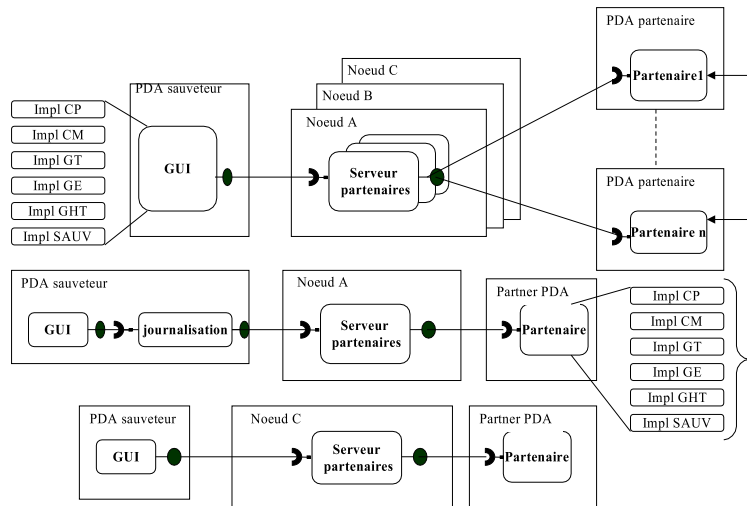 PDA partenaire
Noeud C
PDA sauveteur
Noeud B
Partenaire1
Impl CP
Noeud A
Impl CM
Impl GT
GUI
Serveur
partenaires
Impl GE
PDA partenaire
Impl GHT
Impl SAUV
Partenaire n
PDA sauveteur
Noeud A
Partner PDA
Impl CP
GUI
journalisation
Serveur
partenaires
Partenaire
Impl CM
Impl GT
Impl GE
Impl GHT
Impl SAUV
PDA sauveteur
Noeud C
Partner PDA
GUI
Serveur
partenaires
Partenaire